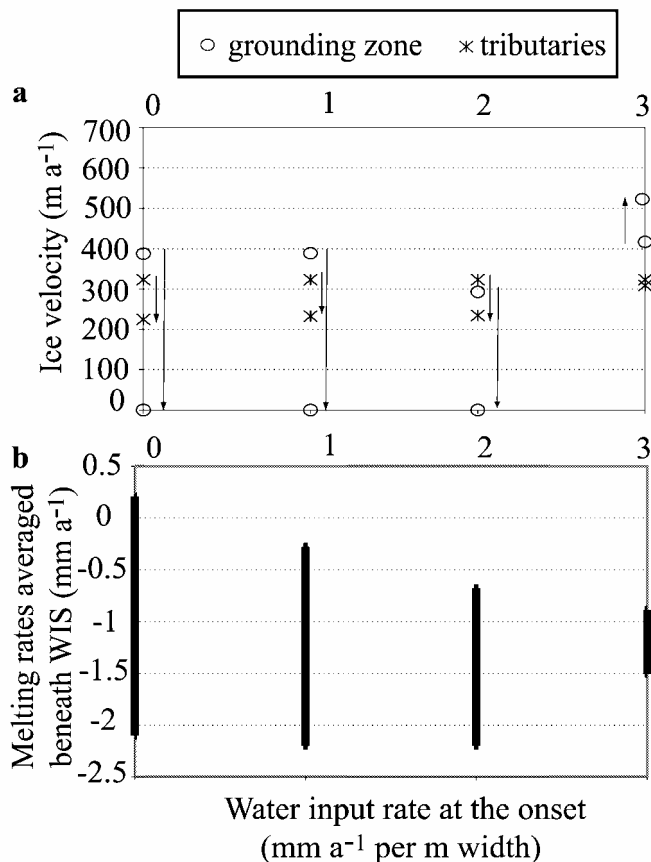 ○ grounding zone * tributaries
a
0 1 2 3
Ice velocity (m a⁻¹)
700
600
500
400
300
200
100
0
0 1 2 3
b
Melting rates averaged
beneath WIS (mm a⁻¹)
0.5
0
-0.5
-1
-1.5
-2
-2.5
Water input rate at the onset
(mm a⁻¹ per m width)